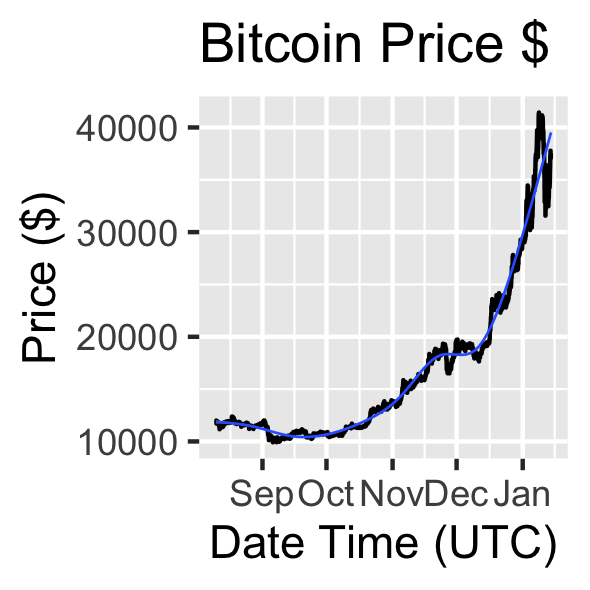 Bitcoin Price $
Price ($)
40000
30000
20000
10000
Sep Oct Nov Dec Jan
Date Time (UTC)